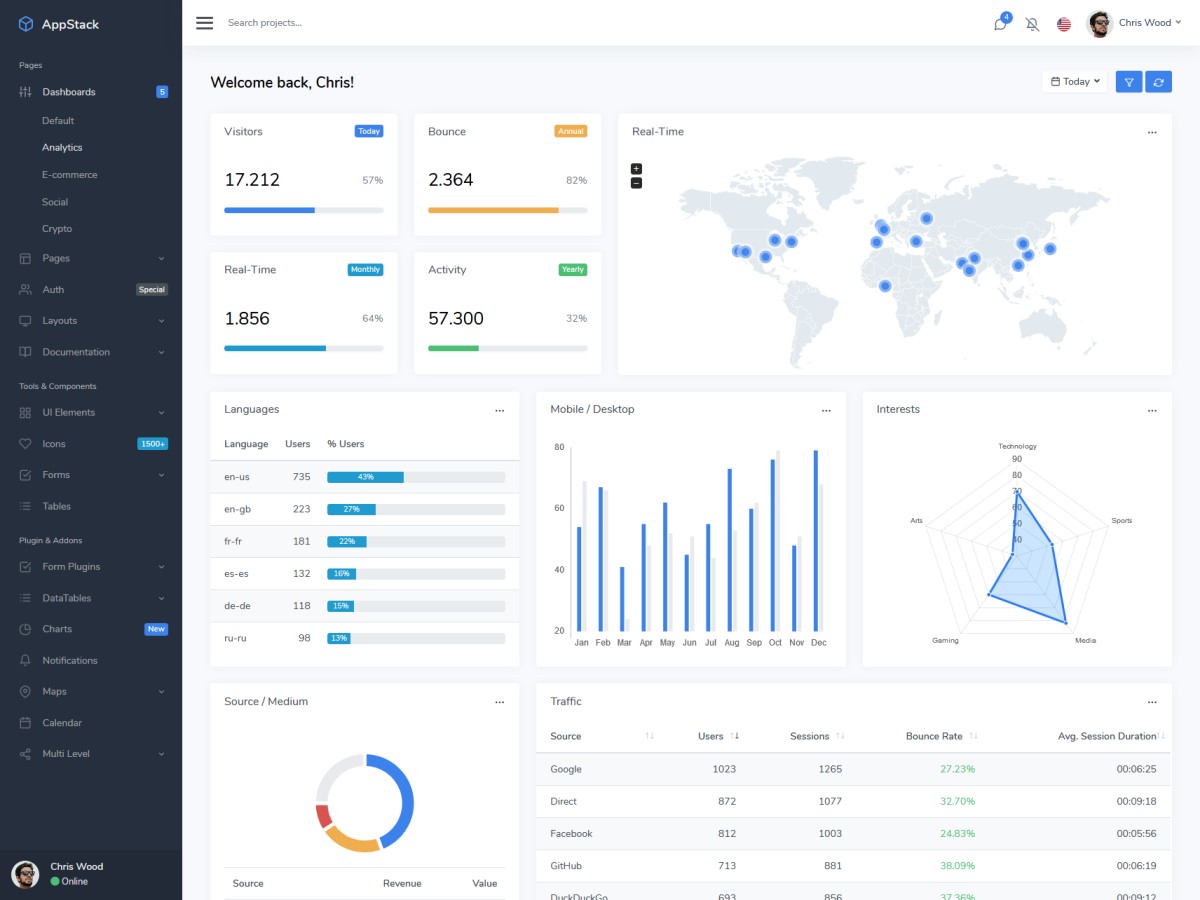 AppStack
Search projects...
4
Chris Wood
Pages
Dashboards 5
Default
Analytics
E-commerce
Social
Crypto
Pages
Auth Special
Layouts
Documentation
Tools & Components
UI Elements
Icons 1500+
Forms
Tables
Plugin & Addons
Form Plugins
DataTables
Charts New
Notifications
Maps
Calendar
Multi Level
Chris Wood
Online
Welcome back, Chris!
Today
Visitors Today
17.212 57%
Bounce Annual
2.364 82%
Real-Time Monthly
1.856 64%
Activity Yearly
57.300 32%
Real-Time ...
+
−
Languages ...
Language Users % Users
en-us 735 43%
en-gb 223 27%
fr-fr 181 22%
es-es 132 16%
de-de 118 15%
ru-ru 98 13%
Mobile / Desktop ...
80
60
40
20
Jan Feb Mar Apr May Jun Jul Aug Sep Oct Nov Dec
Interests ...
Technology
90
80
70
60
50
40
Arts Sports
Gaming Media
Source / Medium ...
Source Revenue Value
Traffic ...
Source Users Sessions Bounce Rate Avg. Session Duration
Google 1023 1265 27.23% 00:06:25
Direct 872 1077 32.70% 00:09:18
Facebook 812 1003 24.83% 00:05:56
GitHub 713 881 38.09% 00:06:19
DuckDuckGo 693 856 37.36% 00:09:12